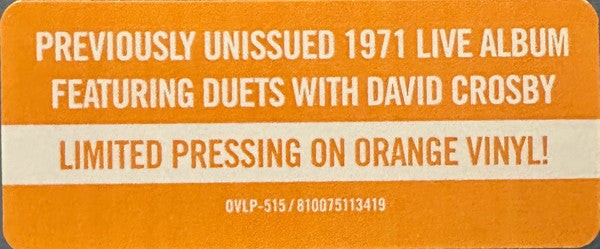 PREVIOUSLY UNISSUED 1971 LIVE ALBUM
FEATURING DUETS WITH DAVID CROSBY
LIMITED PRESSING ON ORANGE VINYL!
OVLP-515 / 810075113419